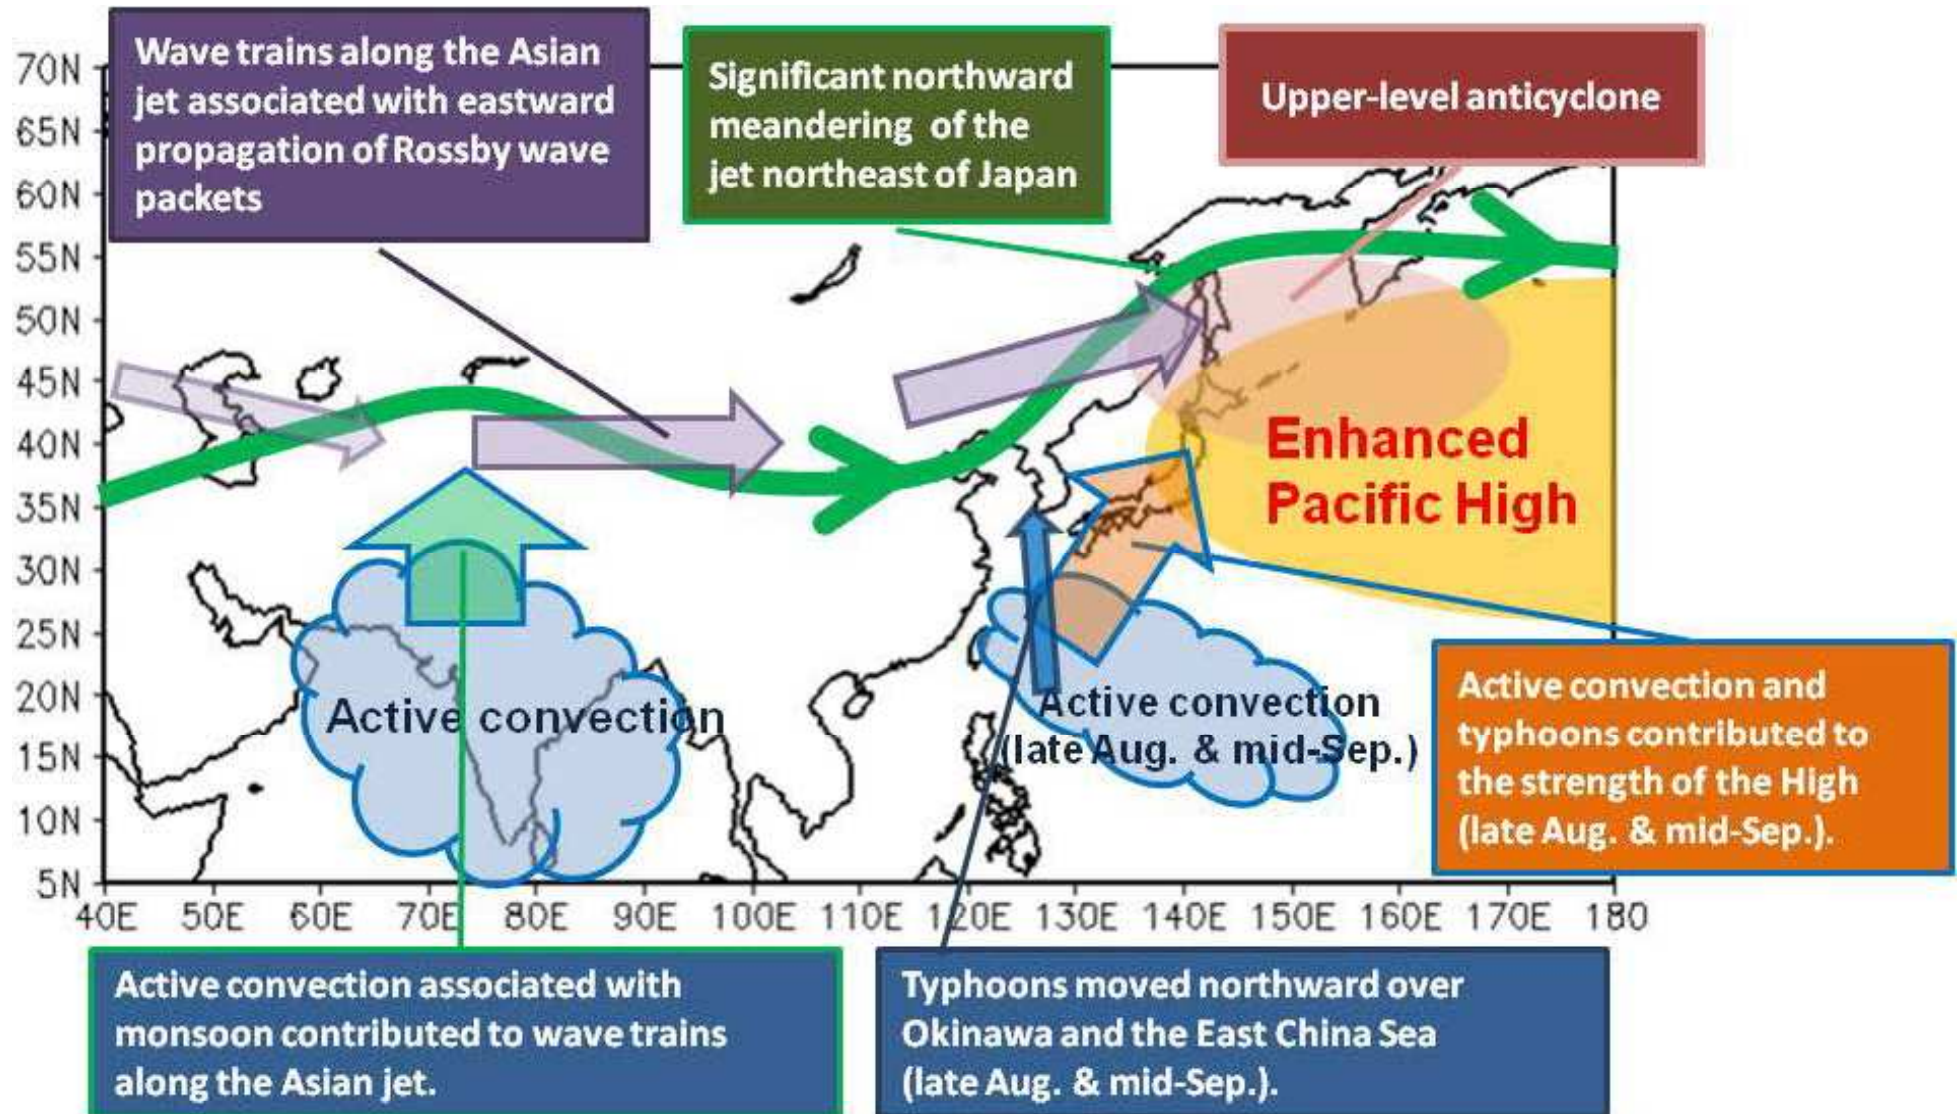 Wave trains along the Asian
jet associated with eastward
propagation of Rossby wave
packets
Significant northward
meandering of the
jet northeast of Japan
Upper-level anticyclone
70N
65N
60N
55N
50N
45N
40N
35N
30N
25N
20N
15N
10N
5N
Enhanced
Pacific High
Active convection
Active convection
(late Aug. & mid-Sep.)
Active convection and
typhoons contributed to
the strength of the High
(late Aug. & mid-Sep.).
40E 50E 60E 70E 80E 90E 100E 110E 120E 130E 140E 150E 160E 170E 180
Active convection associated with
monsoon contributed to wave trains
along the Asian jet.
Typhoons moved northward over
Okinawa and the East China Sea
(late Aug. & mid-Sep.).